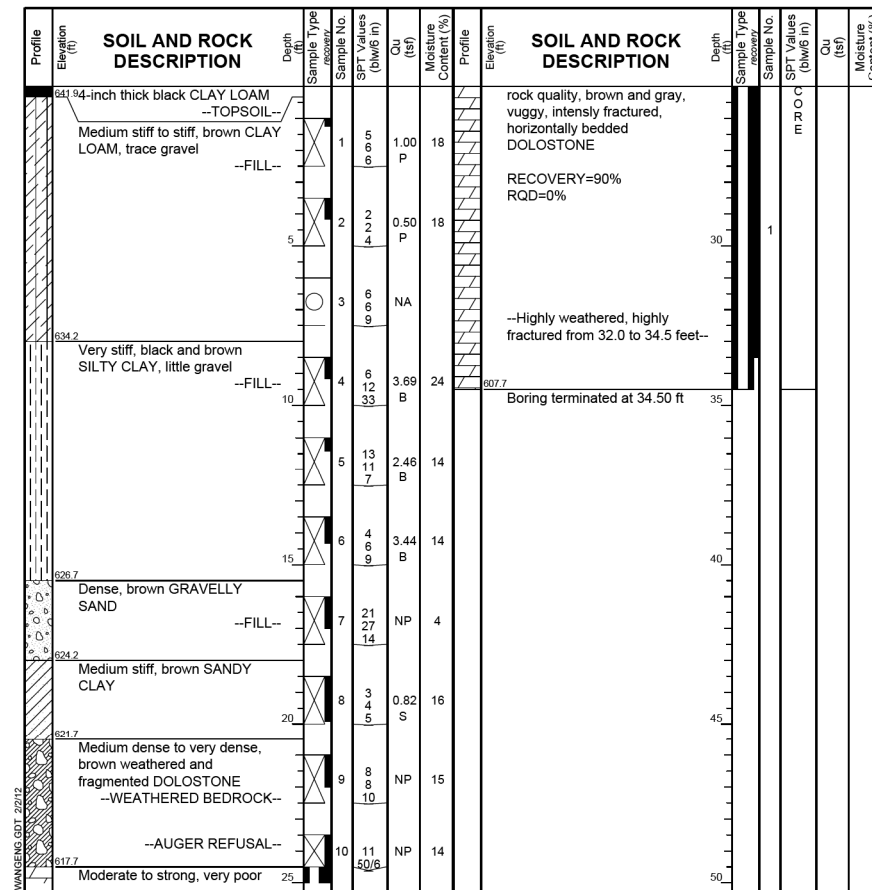 Profile
Elevation
(ft)
SOIL AND ROCK
DESCRIPTION
Depth
(ft)
Sample Type
recovery
Sample No.
SPT Values
(blw/6 in)
Qu
(tsf)
Moisture
Content (%)
Profile
Elevation
(ft)
SOIL AND ROCK
DESCRIPTION
Depth
(ft)
Sample Type
recovery
Sample No.
SPT Values
(blw/6 in)
Qu
(tsf)
Moisture
Content (%)
641.9
4-inch thick black CLAY LOAM
--TOPSOIL--
Medium stiff to stiff, brown CLAY
LOAM, trace gravel
--FILL--
1
5
6
6
1.00
P
18
5
2
2
2
4
0.50
P
18
3
6
6
9
NA
634.2
Very stiff, black and brown
SILTY CLAY, little gravel
--FILL--
10
4
6
12
33
3.69
B
24
5
13
11
7
2.46
B
14
15
6
4
6
9
3.44
B
14
626.7
Dense, brown GRAVELLY
SAND
--FILL--
7
21
27
14
NP
4
624.2
Medium stiff, brown SANDY
CLAY
20
8
3
4
5
0.82
S
16
621.7
Medium dense to very dense,
brown weathered and
fragmented DOLOSTONE
--WEATHERED BEDROCK--
9
8
8
10
NP
15
--AUGER REFUSAL--
10
11
50/6
NP
14
617.7
Moderate to strong, very poor
25
WANGENG.GDT 2/2/12
rock quality, brown and gray,
vuggy, intensly fractured,
horizontally bedded
DOLOSTONE
RECOVERY=90%
RQD=0%
C
O
R
E
1
30
--Highly weathered, highly
fractured from 32.0 to 34.5 feet--
607.7
Boring terminated at 34.50 ft
35
40
45
50